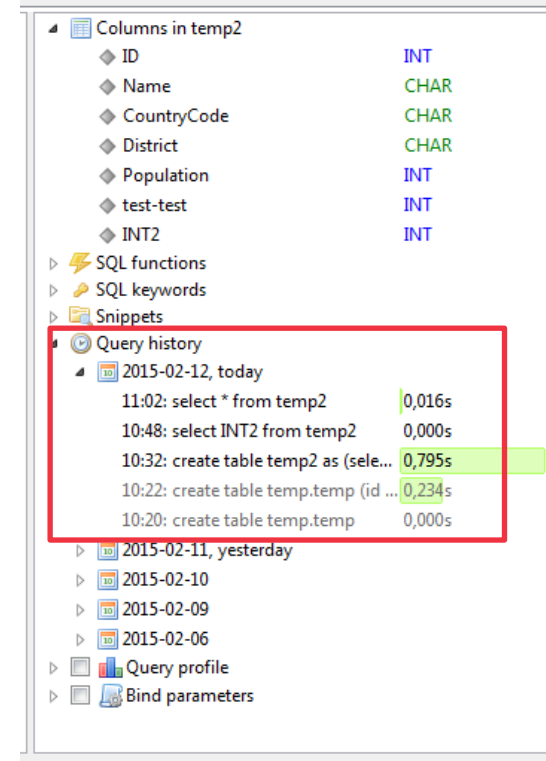 Columns in temp2
ID INT
Name CHAR
CountryCode CHAR
District CHAR
Population INT
test-test INT
INT2 INT
SQL functions
SQL keywords
Snippets
Query history
2015-02-12, today
11:02: select * from temp2 0,016s
10:48: select INT2 from temp2 0,000s
10:32: create table temp2 as (sele... 0,795s
10:22: create table temp.temp (id ... 0,234s
10:20: create table temp.temp 0,000s
2015-02-11, yesterday
2015-02-10
2015-02-09
2015-02-06
Query profile
Bind parameters